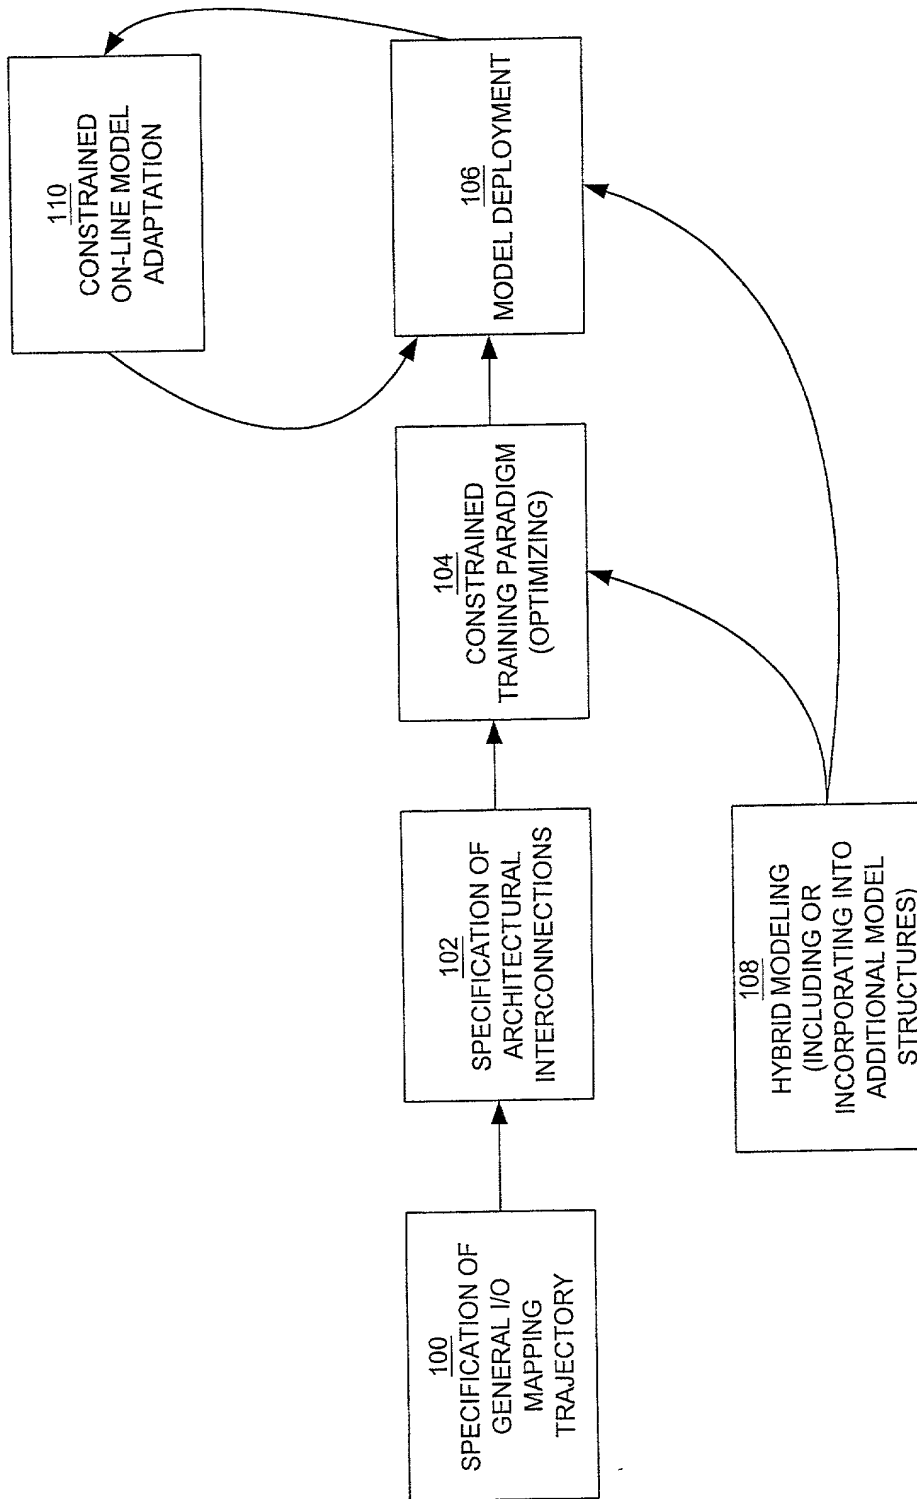 100
SPECIFICATION OF
GENERAL I/O
MAPPING
TRAJECTORY
102
SPECIFICATION OF
ARCHITECTURAL
INTERCONNECTIONS
104
CONSTRAINED
TRAINING PARADIGM
(OPTIMIZING)
106
MODEL DEPLOYMENT
110
CONSTRAINED
ON-LINE MODEL
ADAPTATION
108
HYBRID MODELING
(INCLUDING OR
INCORPORATING INTO
ADDITIONAL MODEL
STRUCTURES)